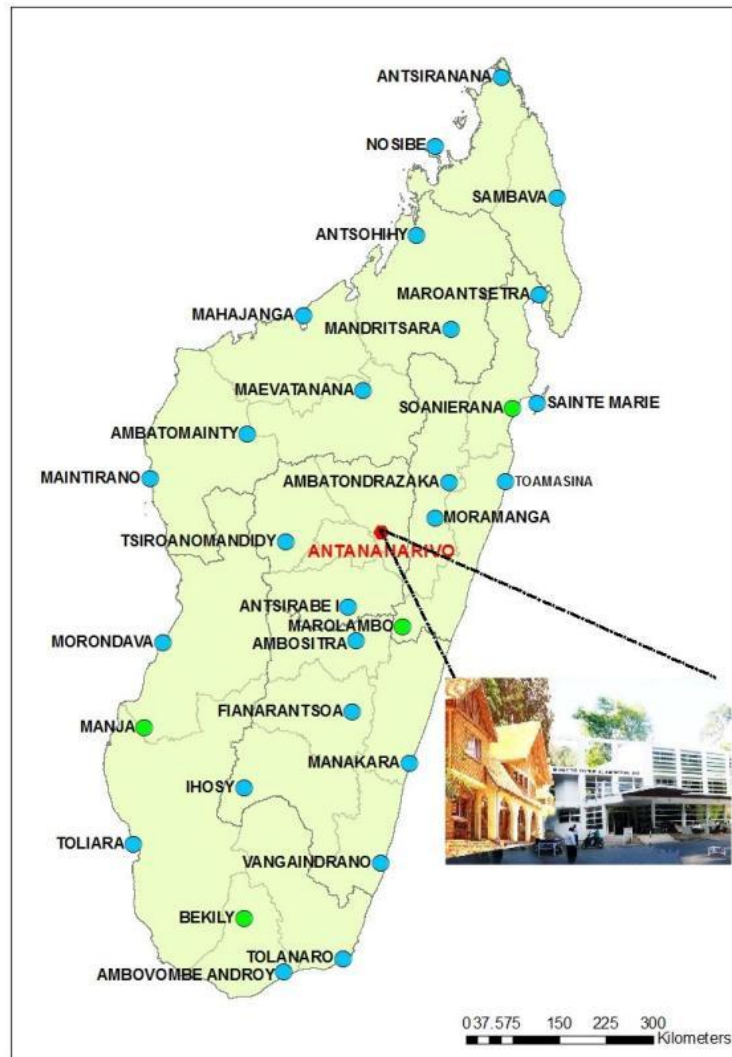 ANTSIRANANA
NOSIBE
SAMBAVA
ANTSOHIHY
MAROANTSETRA
MAHAJANGA
MANDRITSARA
MAEVATANANA
SOANIERANA
SAINTE MARIE
AMBATOMAINTY
MAINTIRANO
AMBATONDRAZAKA
TOAMASINA
MORAMANGA
TSIROANOMANDIDY
ANTANANARIVO
ANTSIRABE I
MAROLAMBO
AMBOSITRA
MORONDAVA
FIANARANTSOA
MANJA
MANAKARA
IHOSY
TOLIARA
VANGAINDRANO
BEKILY
TOLANARO
AMBOVOMBE ANDROY
0 37.5 75 150 225 300
Kilometers